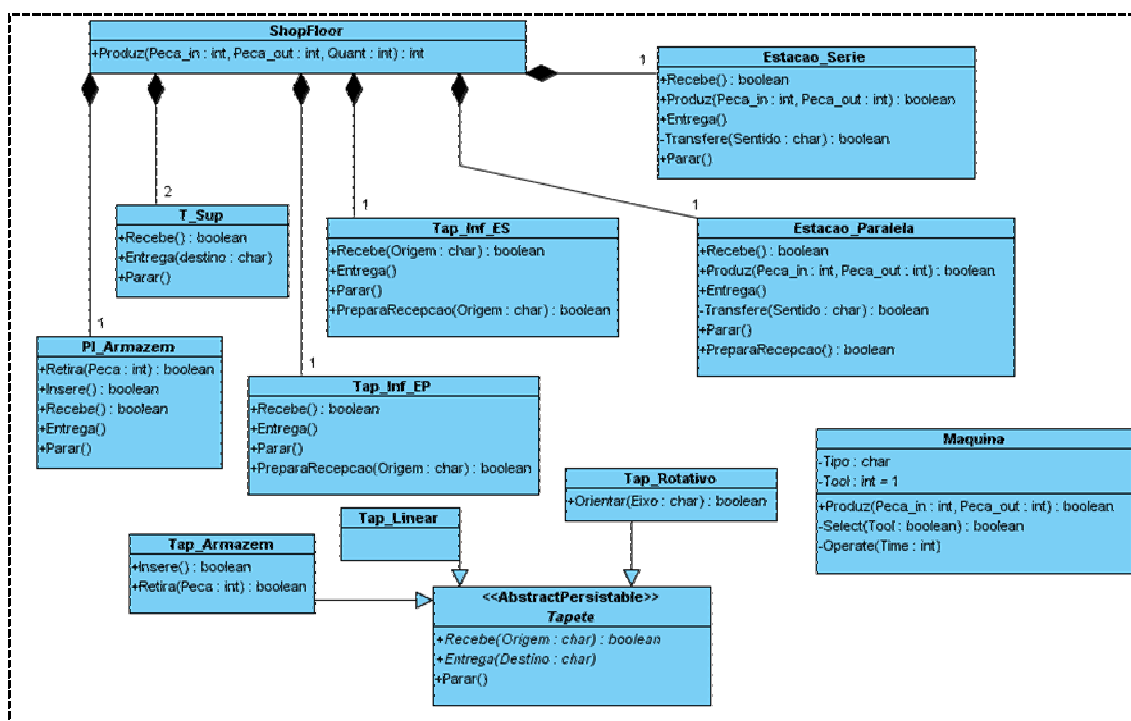 ShopFloor
+Produz(Peca_in : int, Peca_out : int, Quant : int) : int
1
Estacao_Serie
+Recebe() : boolean
+Produz(Peca_in : int, Peca_out : int) : boolean
+Entrega()
-Transfere(Sentido : char) : boolean
+Parar()
2
T_Sup
+Recebe() : boolean
+Entrega(destino : char)
+Parar()
1
Tap_Inf_ES
+Recebe(Origem : char) : boolean
+Entrega()
+Parar()
+PreparaRecepcao(Origem : char) : boolean
1
Estacao_Paralela
+Recebe() : boolean
+Produz(Peca_in : int, Peca_out : int) : boolean
+Entrega()
-Transfere(Sentido : char) : boolean
+Parar()
+PreparaRecepcao() : boolean
1
Pl_Armazem
+Retira(Peca : int) : boolean
+Insere() : boolean
+Recebe() : boolean
+Entrega()
+Parar()
1
Tap_Inf_EP
+Recebe() : boolean
+Entrega()
+Parar()
+PreparaRecepcao(Origem : char) : boolean
Maquina
-Tipo : char
-Tool : int = 1
+Produz(Peca_in : int, Peca_out : int) : boolean
-Select(Tool : boolean) : boolean
-Operate(Time : int)
Tap_Rotativo
+Orientar(Eixo : char) : boolean
Tap_Linear
Tap_Armazem
+Insere() : boolean
+Retira(Peca : int) : boolean
<<AbstractPersistable>>
Tapete
+Recebe(Origem : char) : boolean
+Entrega(Destino : char)
+Parar()